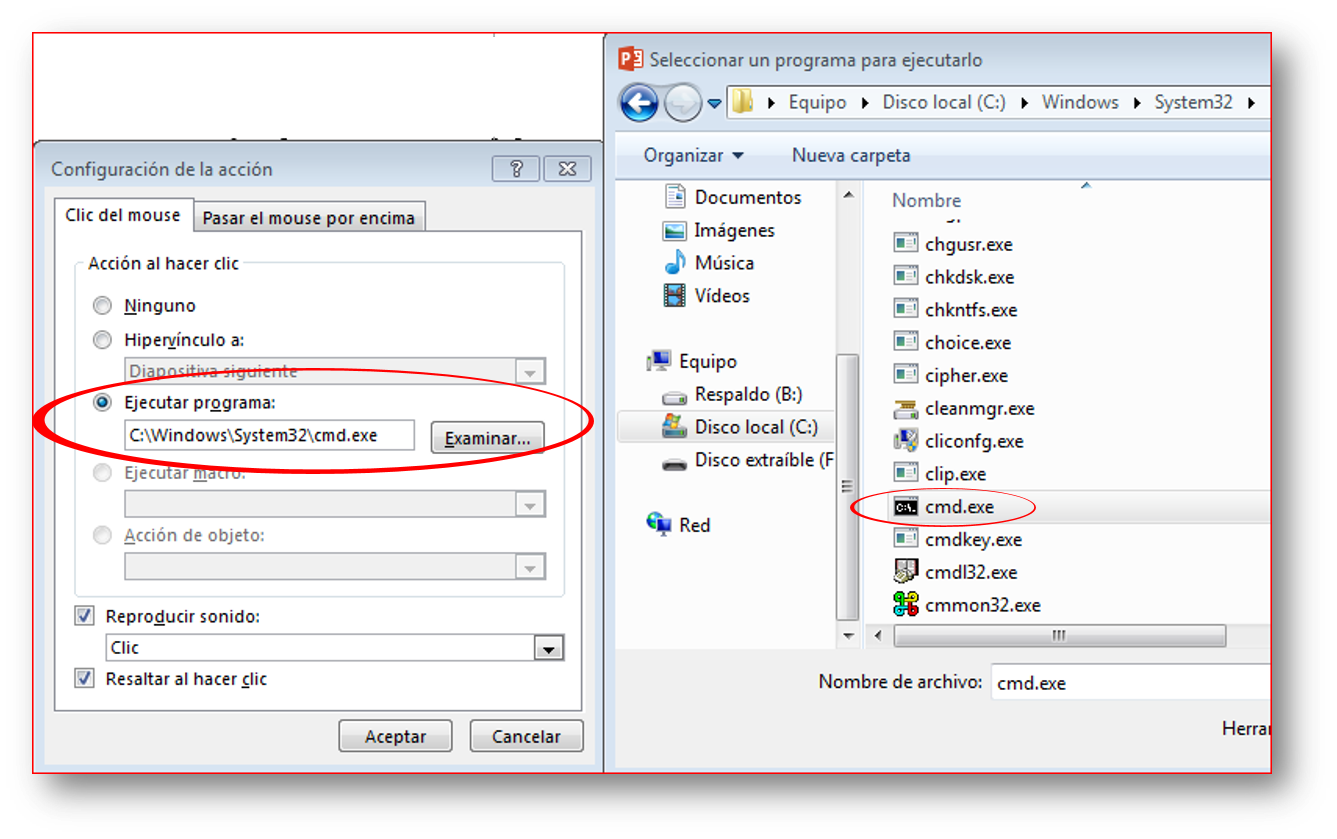 Configuración de la acción
Clic del mouse
Pasar el mouse por encima
Acción al hacer clic
Ninguno
Hipervínculo a:
Diapositiva siguiente
Ejecutar programa:
C:\Windows\System32\cmd.exe
Examinar...
Ejecutar macro:
Acción de objeto:
Reproducir sonido:
Clic
Resaltar al hacer clic
Aceptar
Cancelar
Seleccionar un programa para ejecutarlo
Equipo
Disco local (C:)
Windows
System32
Organizar
Nueva carpeta
Documentos
Imágenes
Música
Vídeos
Equipo
Respaldo (B:)
Disco local (C:)
Disco extraíble (F
Red
Nombre
chgusr.exe
chkdsk.exe
chkntfs.exe
choice.exe
cipher.exe
cleanmgr.exe
cliconfg.exe
clip.exe
cmd.exe
cmdkey.exe
cmdl32.exe
cmmon32.exe
Nombre de archivo:
cmd.exe
Herra